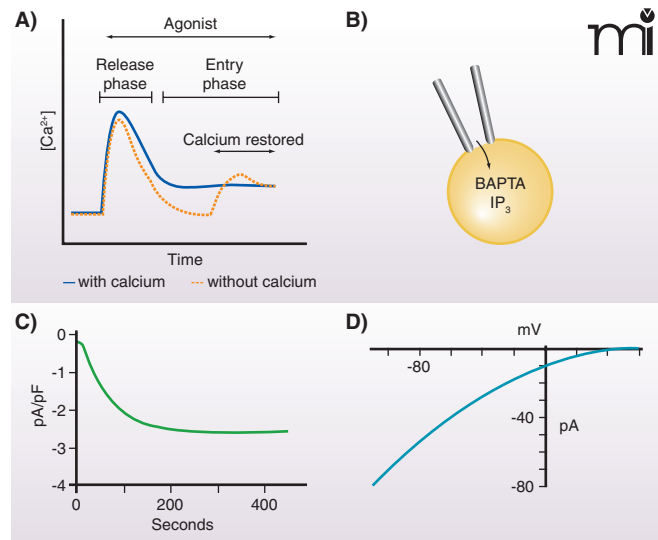 A)
Agonist
Release
phase
Entry
phase
Calcium restored
[Ca²⁺]
Time
with calcium
without calcium
B)
mi
BAPTA
IP₃
C)
0
-1
-2
-3
-4
pA/pF
0
200
400
Seconds
D)
mV
-80
-40
pA
-80